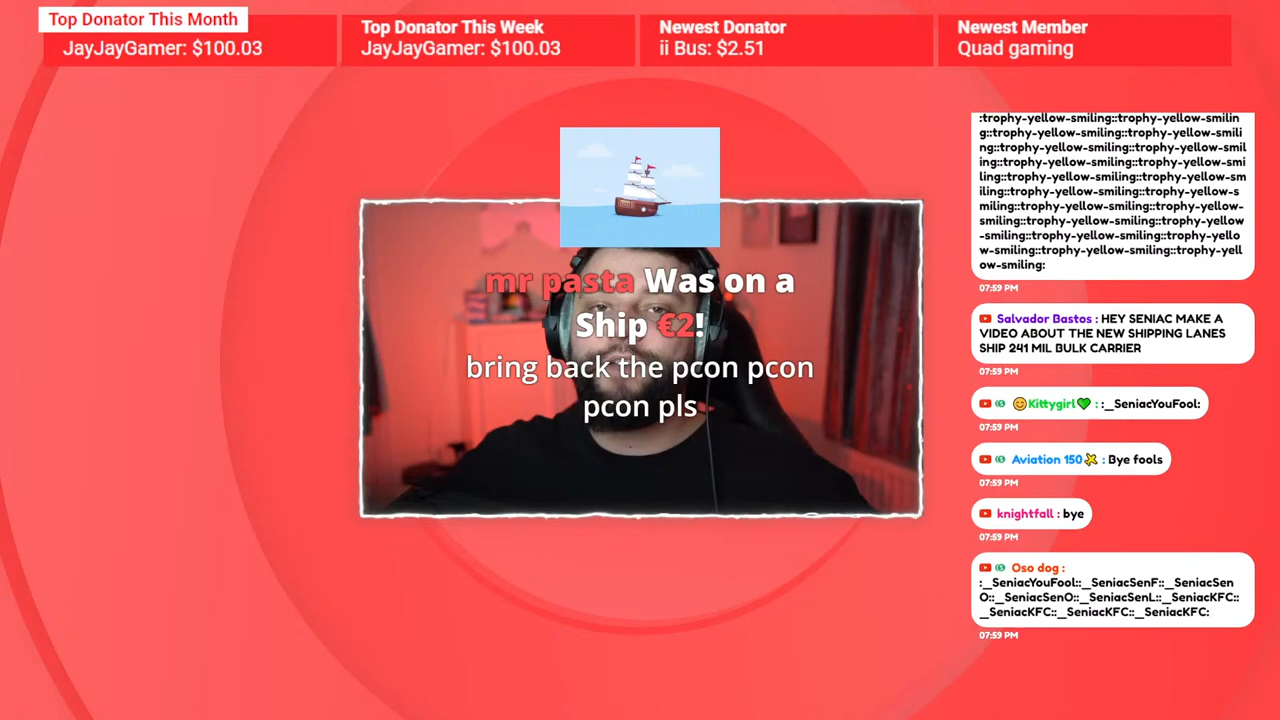 Top Donator This Month
JayJayGamer: $100.03
Top Donator This Week
JayJayGamer: $100.03
Newest Donator
ii Bus: $2.51
Newest Member
Quad gaming
mr pasta Was on a
Ship €2!
bring back the pcon pcon
pcon pls
:trophy-yellow-smiling::trophy-yellow-smilin
g::trophy-yellow-smiling::trophy-yellow-smili
ng::trophy-yellow-smiling::trophy-yellow-smil
ing::trophy-yellow-smiling::trophy-yellow-smi
ling::trophy-yellow-smiling::trophy-yellow-sm
iling::trophy-yellow-smiling::trophy-yellow-s
miling::trophy-yellow-smiling::trophy-yellow-
smiling::trophy-yellow-smiling::trophy-yellow
-smiling::trophy-yellow-smiling::trophy-yello
w-smiling::trophy-yellow-smiling::trophy-yell
ow-smiling:
07:59 PM
Salvador Bastos : HEY SENIAC MAKE A
VIDEO ABOUT THE NEW SHIPPING LANES
SHIP 241 MIL BULK CARRIER
07:59 PM
😊Kittygirl💚 : :_SeniacYouFool:
07:59 PM
Aviation 150 : Bye fools
07:59 PM
knightfall : bye
07:59 PM
Oso dog :
:_SeniacYouFool::_SeniacSenF::_SeniacSen
O::_SeniacSenO::_SeniacSenL::_SeniacKFC::
_SeniacKFC::_SeniacKFC::_SeniacKFC:
07:59 PM